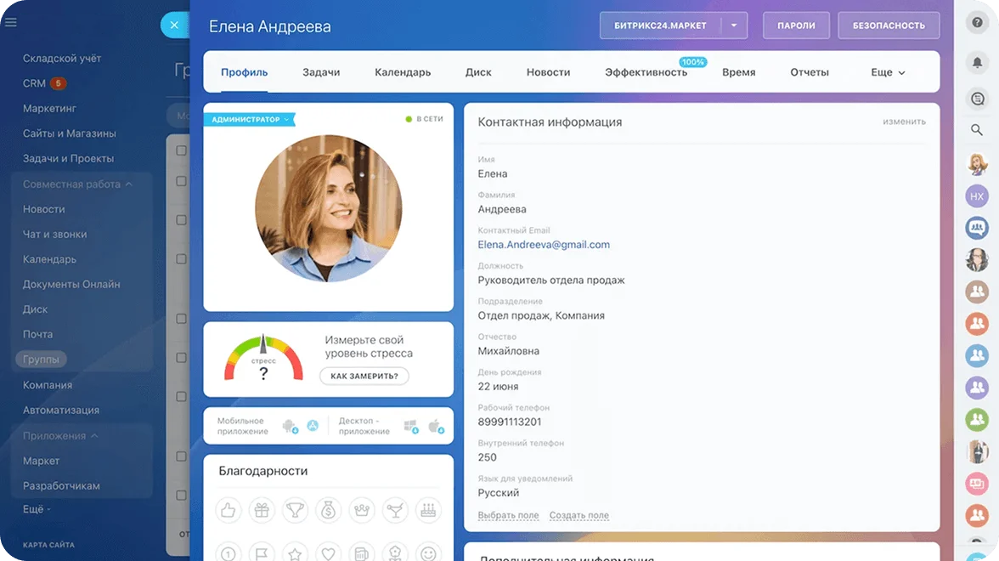 Складской учёт
CRM 5
Маркетинг
Сайты и Магазины
Задачи и Проекты
Совместная работа
Новости
Чат и звонки
Календарь
Документы Онлайн
Диск
Почта
Группы
Компания
Автоматизация
Приложения
Маркет
Разработчикам
Ещё -
КАРТА САЙТА
Елена Андреева
БИТРИКС24.МАРКЕТ
ПАРОЛИ
БЕЗОПАСНОСТЬ
Профиль
Задачи
Календарь
Диск
Новости
Эффективность
100%
Время
Отчеты
Еще
АДМИНИСТРАТОР
В СЕТИ
стресс
?
Измерьте свой
уровень стресса
КАК ЗАМЕРИТЬ?
Мобильное
приложение
Десктоп -
приложение
Благодарности
1
Контактная информация
изменить
Имя
Елена
Фамилия
Андреева
Контактный Email
Elena.Andreeva@gmail.com
Должность
Руководитель отдела продаж
Подразделение
Отдел продаж, Компания
Отчество
Михайловна
День рождения
22 июня
Рабочий телефон
89991113201
Внутренний телефон
250
Язык для уведомлений
Русский
Выбрать поле
Создать поле
Дополнительная информация
?
НХ